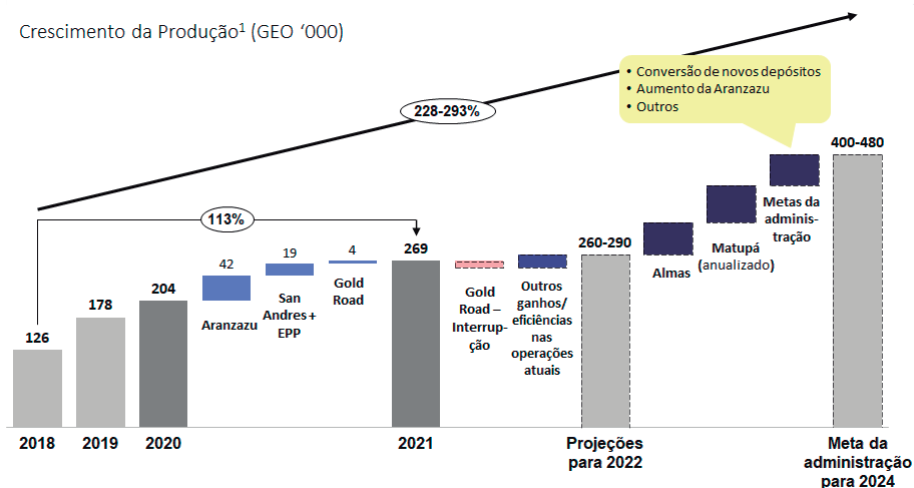 Crescimento da Produção¹ (GEO ‘000)
• Conversão de novos depósitos
• Aumento da Aranzazu
• Outros
228-293%
400-480
113%
126
178
204
42
Aranzazu
19
San
Andres +
EPP
4
Gold
Road
269
Gold
Road –
Interrup-
ção
Outros
ganhos/
eficiências
nas
operações
atuais
260-290
Almas
Matupá
(anualizado)
Metas da
adminis-
tração
2018
2019
2020
2021
Projeções
para 2022
Meta da
administração
para 2024